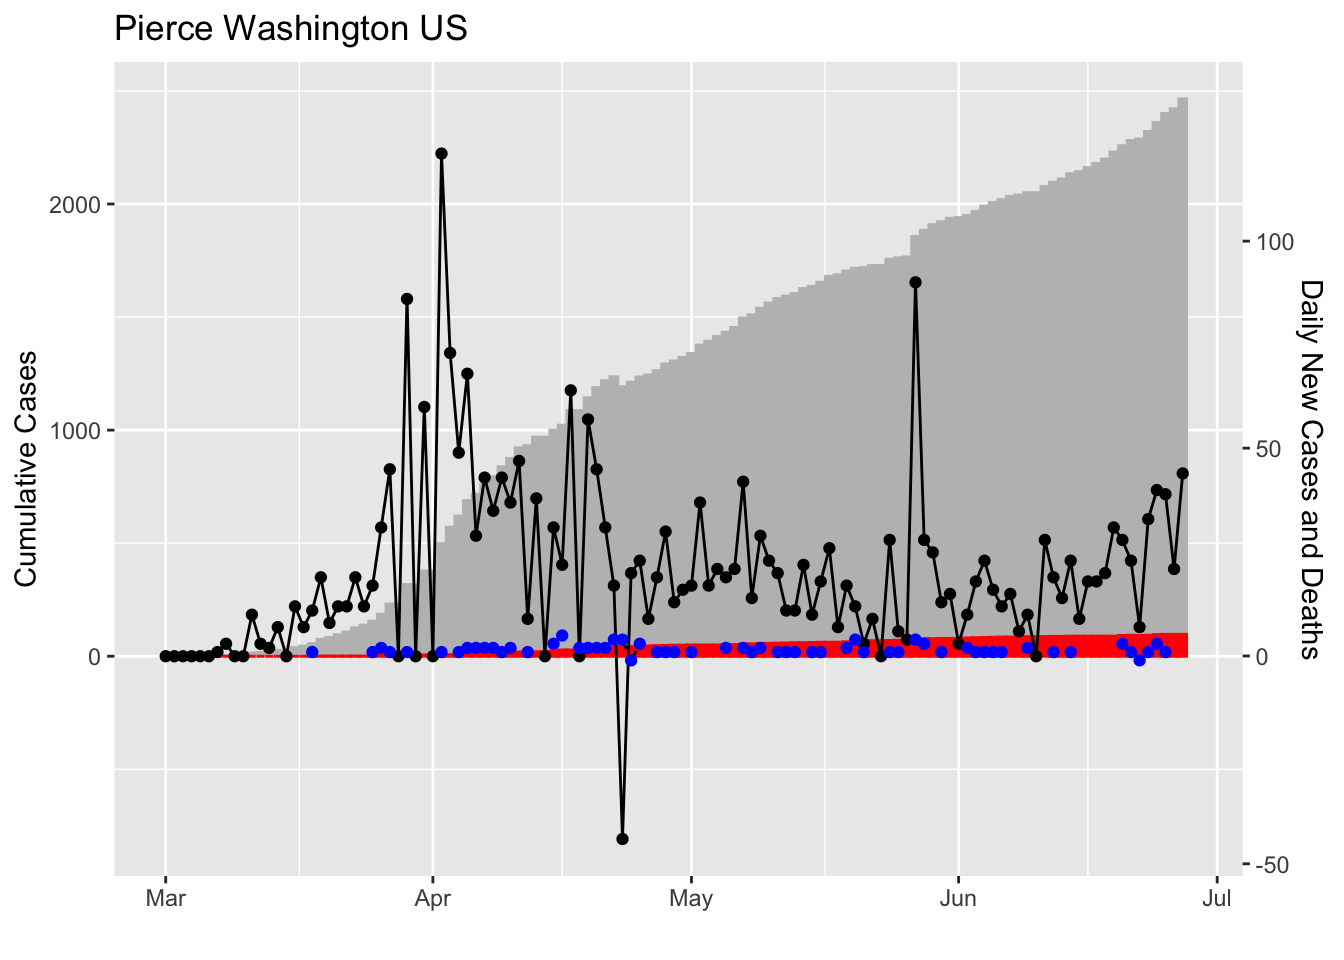 Pierce Washington US
Cumulative Cases
2000
1000
0
100
50
0
-50
Daily New Cases and Deaths
Mar
Apr
May
Jun
Jul